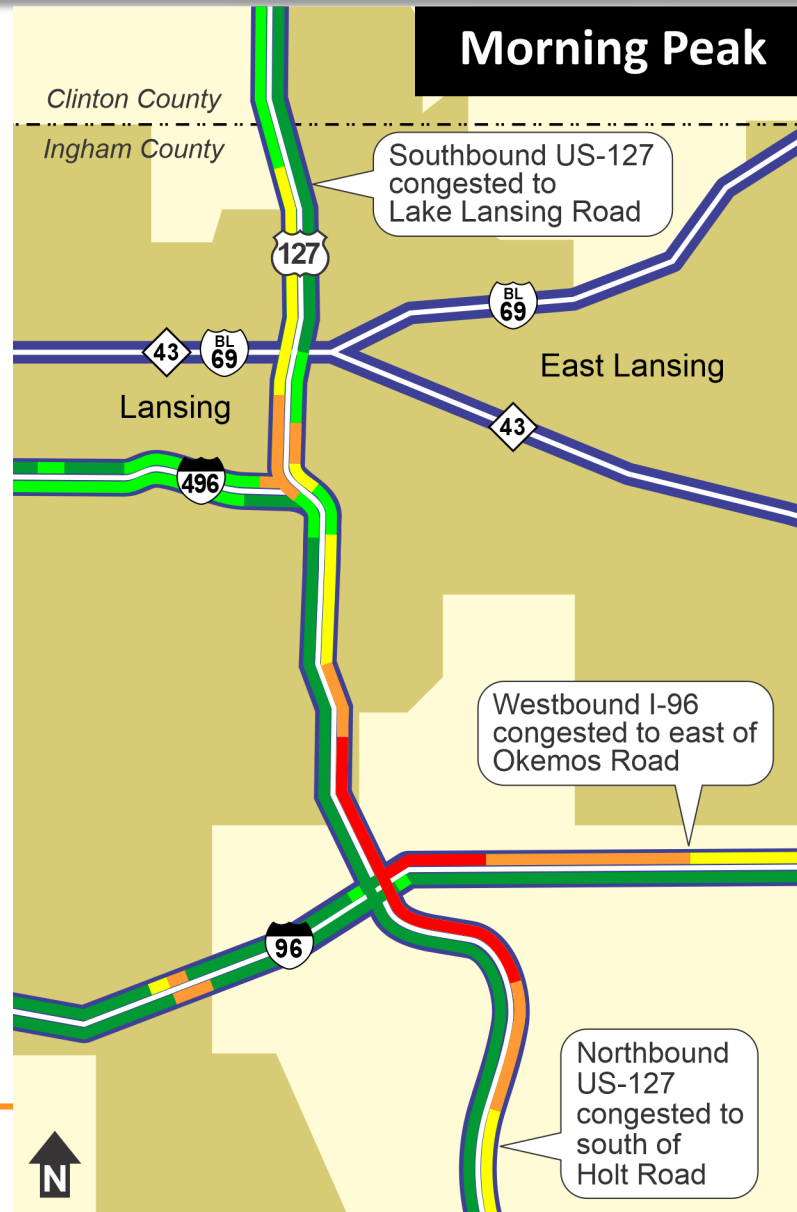 Morning Peak
Clinton County
Ingham County
Southbound US-127
congested to
Lake Lansing Road
127
BL
69
43
BL
69
East Lansing
Lansing
43
496
Westbound I-96
congested to east of
Okemos Road
96
Northbound
US-127
congested to
south of
Holt Road
N